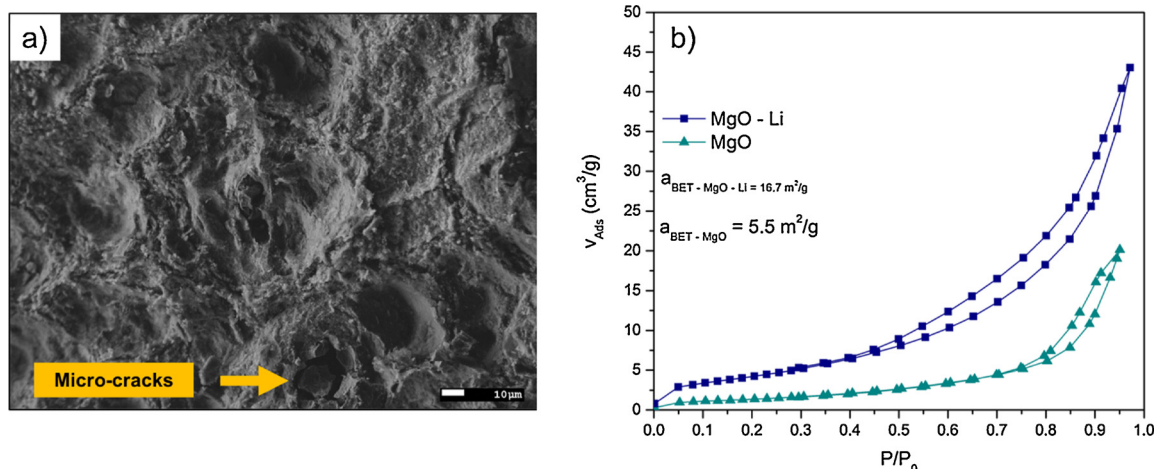 a)
Micro-cracks
10μm
b)
50
45
40
35
30
25
20
15
10
5
0
v_Ads (cm³/g)
MgO - Li
MgO
a_BET - MgO - Li = 16.7 m²/g
a_BET - MgO = 5.5 m²/g
0.0 0.1 0.2 0.3 0.4 0.5 0.6 0.7 0.8 0.9 1.0
P/P₀